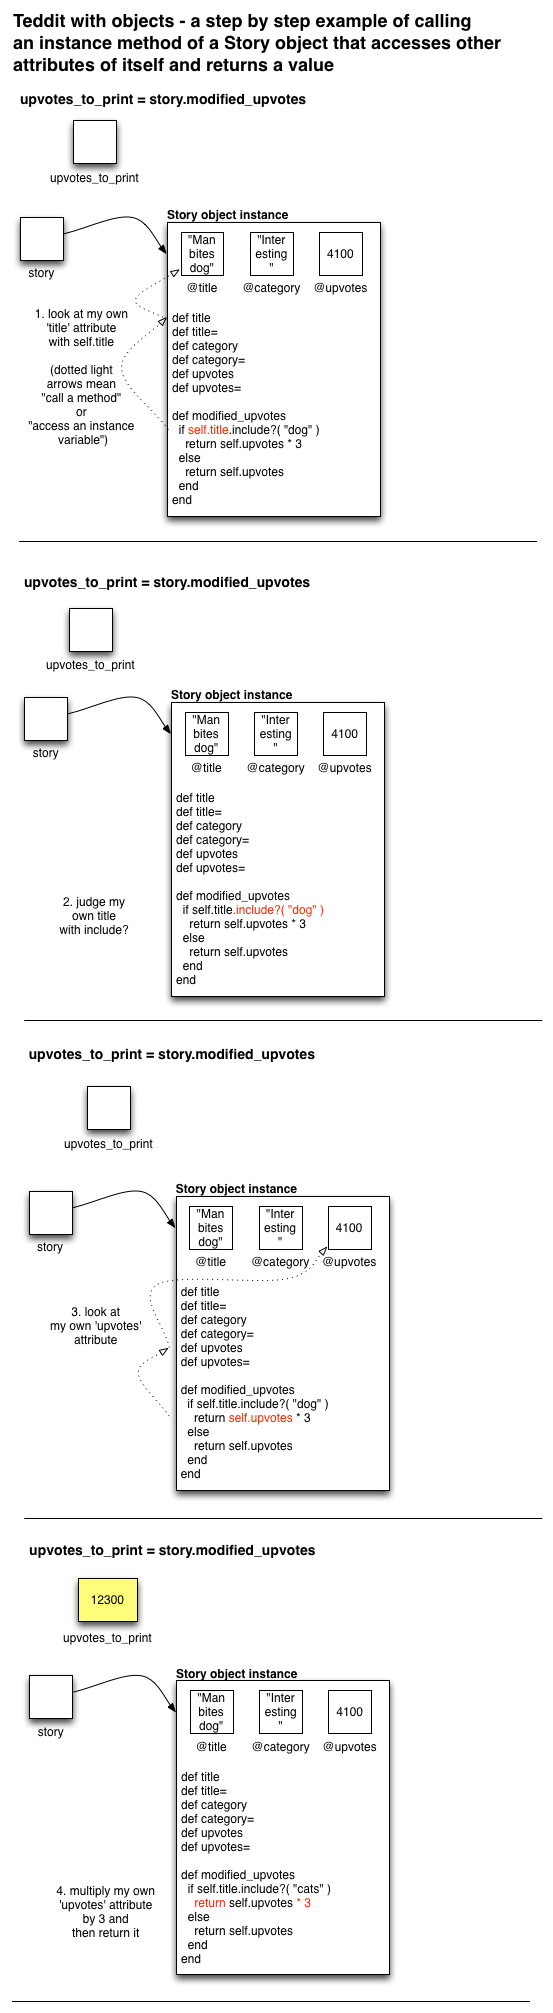 Teddit with objects - a step by step example of calling
an instance method of a Story object that accesses other
attributes of itself and returns a value
upvotes_to_print = story.modified_upvotes
upvotes_to_print
Story object instance
"Man
bites
dog"
"Inter
esting
"
4100
story
@title
@category
@upvotes
1. look at my own
'title' attribute
with self.title
(dotted light
arrows mean
"call a method"
or
"access an instance
variable")
def title
def title=
def category
def category=
def upvotes
def upvotes=
def modified_upvotes
if self.title.include?( "dog" )
return self.upvotes * 3
else
return self.upvotes
end
end
upvotes_to_print = story.modified_upvotes
upvotes_to_print
Story object instance
"Man
bites
dog"
"Inter
esting
"
4100
story
@title
@category
@upvotes
def title
def title=
def category
def category=
def upvotes
def upvotes=
2. judge my
own title
with include?
def modified_upvotes
if self.title.include?( "dog" )
return self.upvotes * 3
else
return self.upvotes
end
end
upvotes_to_print = story.modified_upvotes
upvotes_to_print
Story object instance
"Man
bites
dog"
"Inter
esting
"
4100
story
@title
@category
@upvotes
3. look at
my own 'upvotes'
attribute
def title
def title=
def category
def category=
def upvotes
def upvotes=
def modified_upvotes
if self.title.include?( "dog" )
return self.upvotes * 3
else
return self.upvotes
end
end
upvotes_to_print = story.modified_upvotes
12300
upvotes_to_print
Story object instance
"Man
bites
dog"
"Inter
esting
"
4100
story
@title
@category
@upvotes
def title
def title=
def category
def category=
def upvotes
def upvotes=
4. multiply my own
'upvotes' attribute
by 3 and
then return it
def modified_upvotes
if self.title.include?( "cats" )
return self.upvotes * 3
else
return self.upvotes
end
end